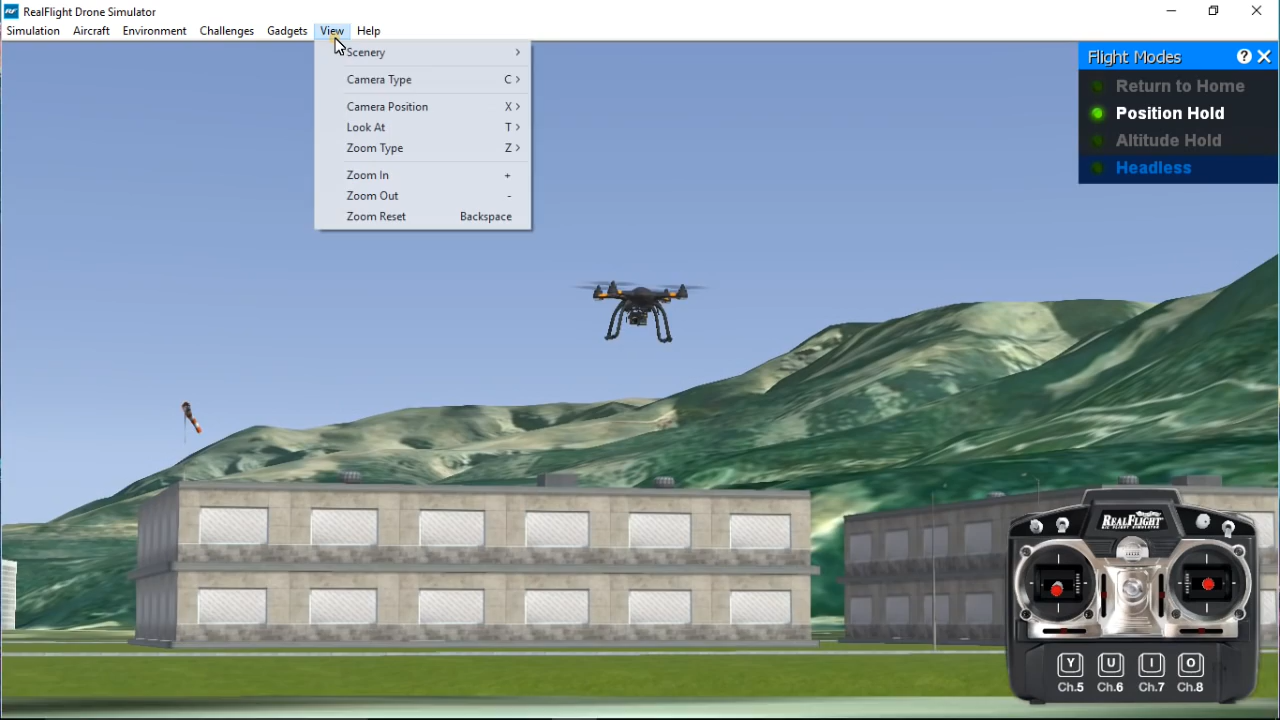 RealFlight Drone Simulator
Simulation Aircraft Environment Challenges Gadgets View Help
Scenery
Camera Type C
Camera Position X
Look At T
Zoom Type Z
Zoom In +
Zoom Out -
Zoom Reset Backspace
Flight Modes ?
Return to Home
Position Hold
Altitude Hold
Headless
REALFLIGHT
Y U I O
Ch.5 Ch.6 Ch.7 Ch.8